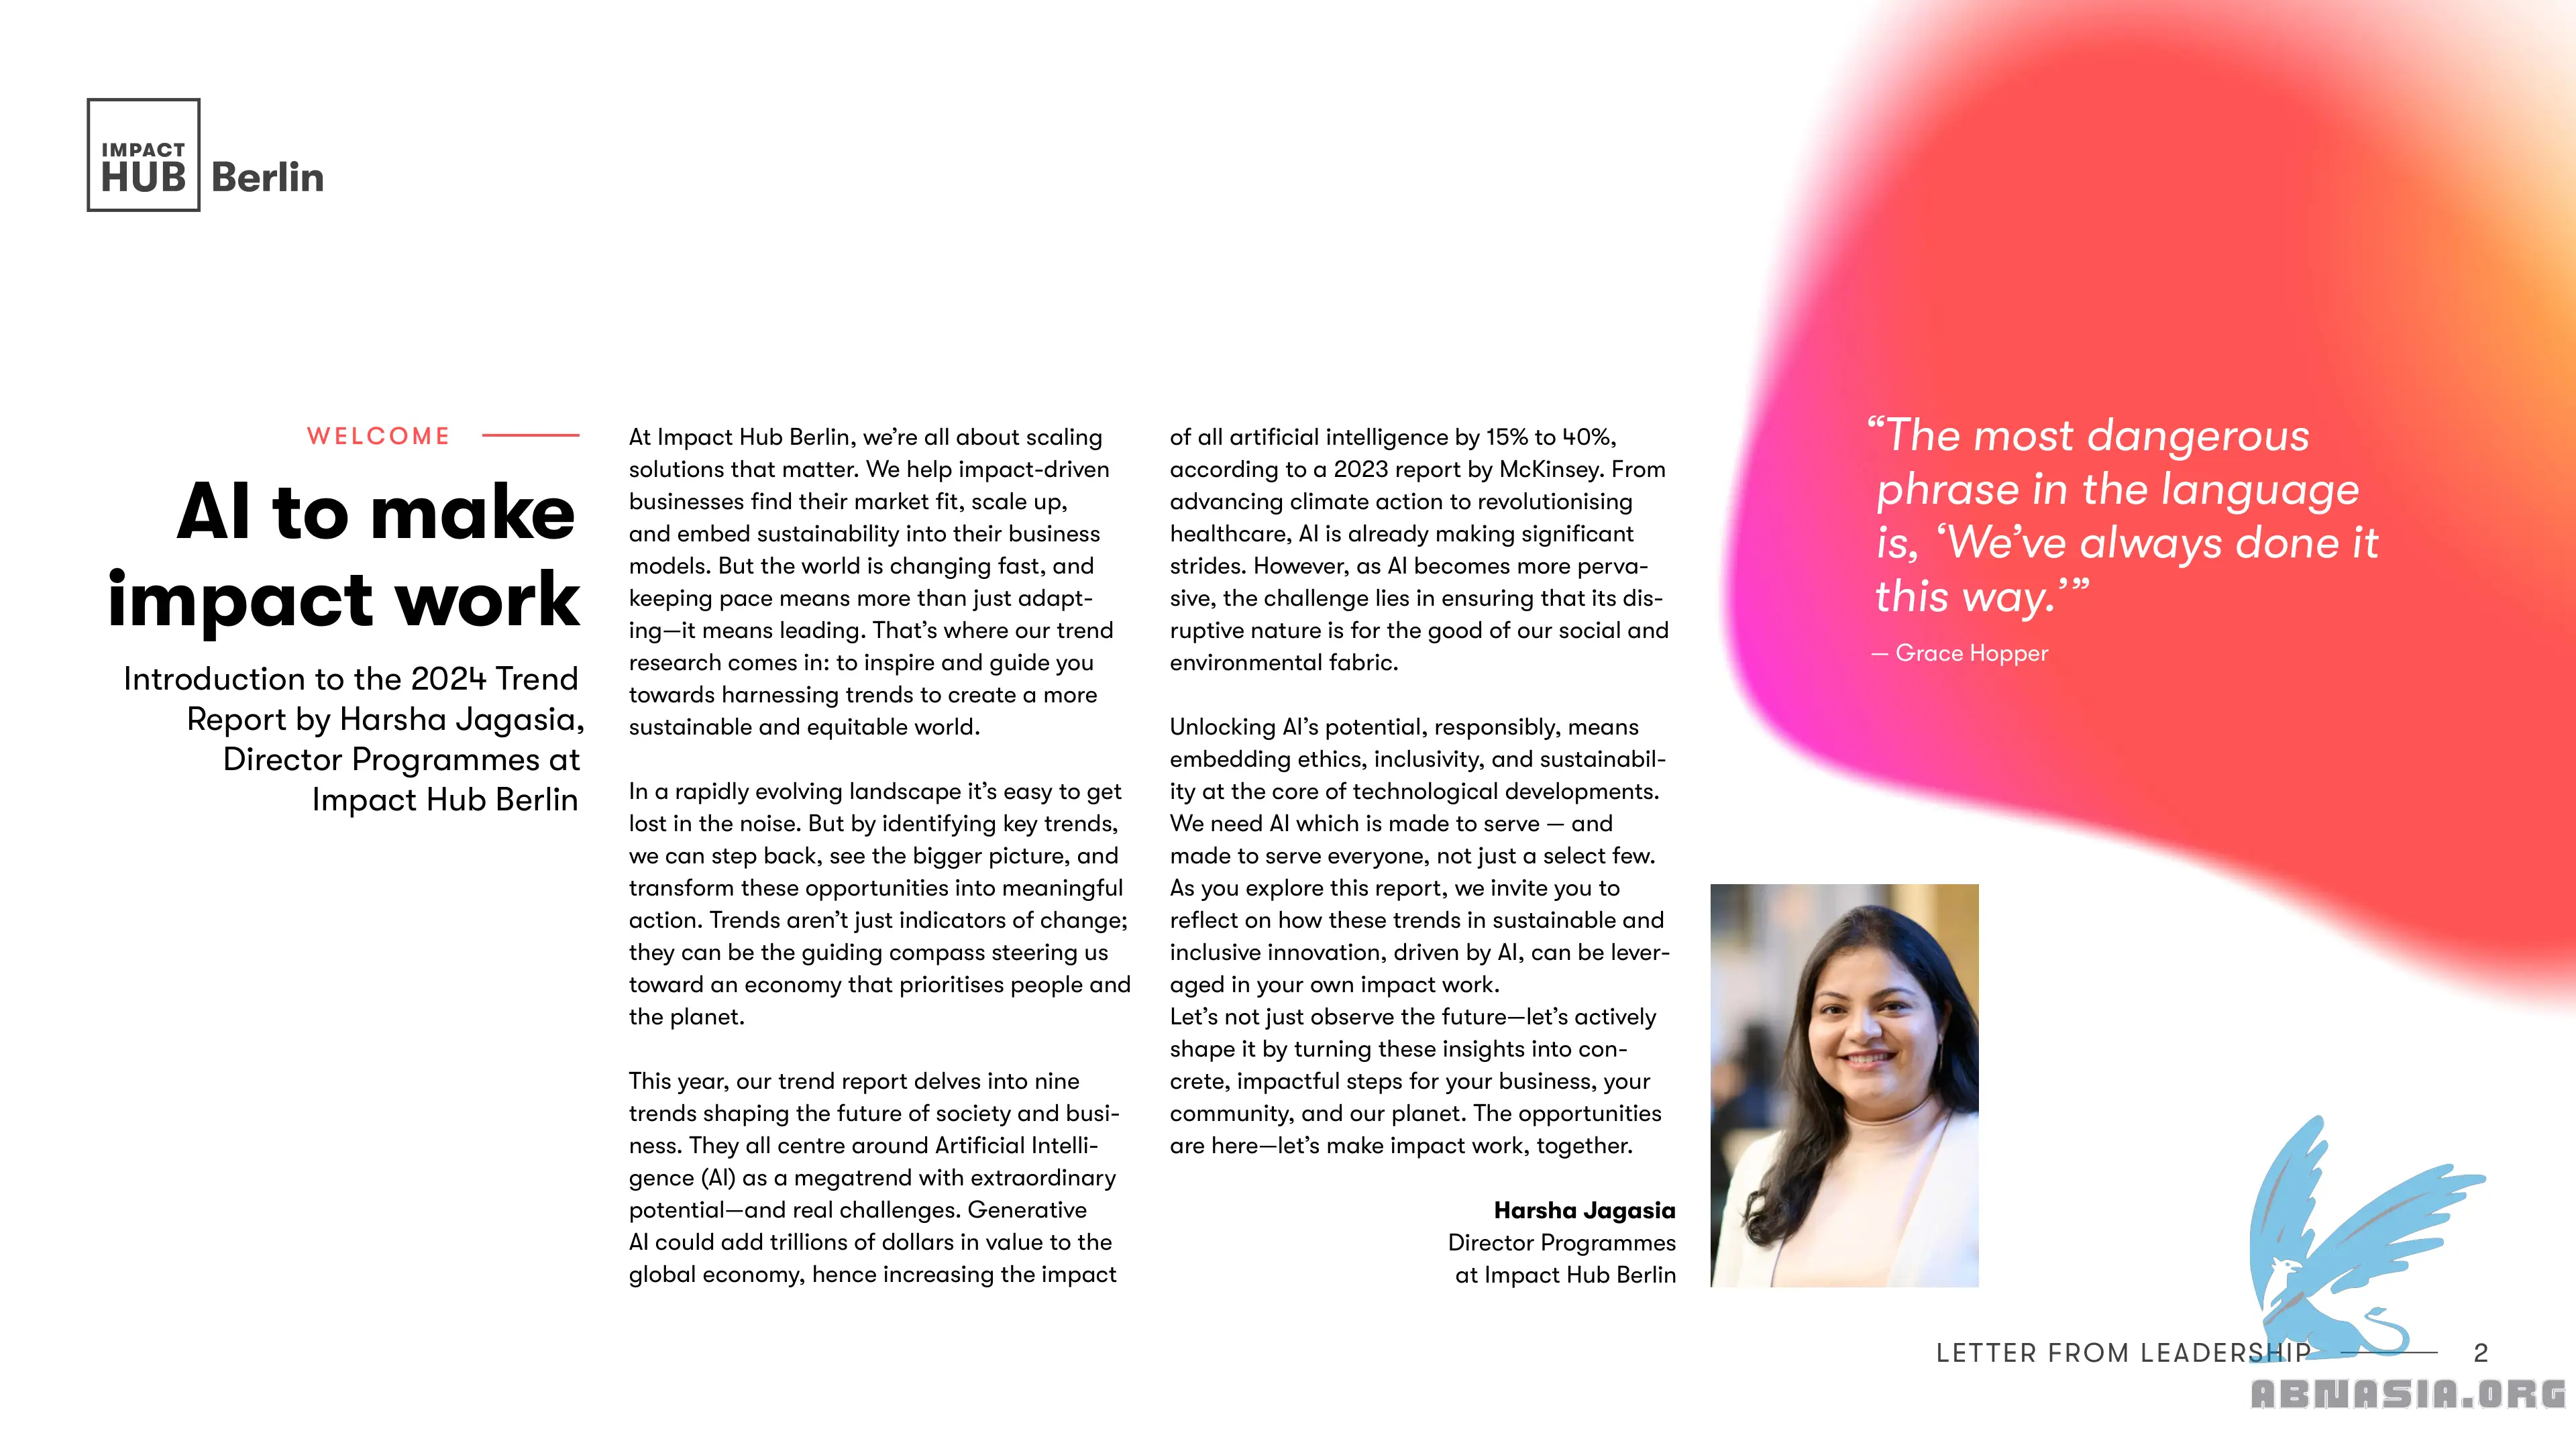 IMPACT
HUB Berlin
WELCOME
AI to make
impact work
Introduction to the 2024 Trend
Report by Harsha Jagasia,
Director Programmes at
Impact Hub Berlin
At Impact Hub Berlin, we’re all about scaling
solutions that matter. We help impact-driven
businesses find their market fit, scale up,
and embed sustainability into their business
models. But the world is changing fast, and
keeping pace means more than just adapt-
ing—it means leading. That’s where our trend
research comes in: to inspire and guide you
towards harnessing trends to create a more
sustainable and equitable world.
In a rapidly evolving landscape it’s easy to get
lost in the noise. But by identifying key trends,
we can step back, see the bigger picture, and
transform these opportunities into meaningful
action. Trends aren’t just indicators of change;
they can be the guiding compass steering us
toward an economy that prioritises people and
the planet.
This year, our trend report delves into nine
trends shaping the future of society and busi-
ness. They all centre around Artificial Intelli-
gence (AI) as a megatrend with extraordinary
potential—and real challenges. Generative
AI could add trillions of dollars in value to the
global economy, hence increasing the impact
of all artificial intelligence by 15% to 40%,
according to a 2023 report by McKinsey. From
advancing climate action to revolutionising
healthcare, AI is already making significant
strides. However, as AI becomes more perva-
sive, the challenge lies in ensuring that its dis-
ruptive nature is for the good of our social and
environmental fabric.
Unlocking AI’s potential, responsibly, means
embedding ethics, inclusivity, and sustainabil-
ity at the core of technological developments.
We need AI which is made to serve — and
made to serve everyone, not just a select few.
As you explore this report, we invite you to
reflect on how these trends in sustainable and
inclusive innovation, driven by AI, can be lever-
aged in your own impact work.
Let’s not just observe the future—let’s actively
shape it by turning these insights into con-
crete, impactful steps for your business, your
community, and our planet. The opportunities
are here—let’s make impact work, together.
Harsha Jagasia
Director Programmes
at Impact Hub Berlin
“The most dangerous
phrase in the language
is, ‘We’ve always done it
this way.’”
— Grace Hopper
LETTER FROM LEADERSHIP 2
ABNASIA.ORG